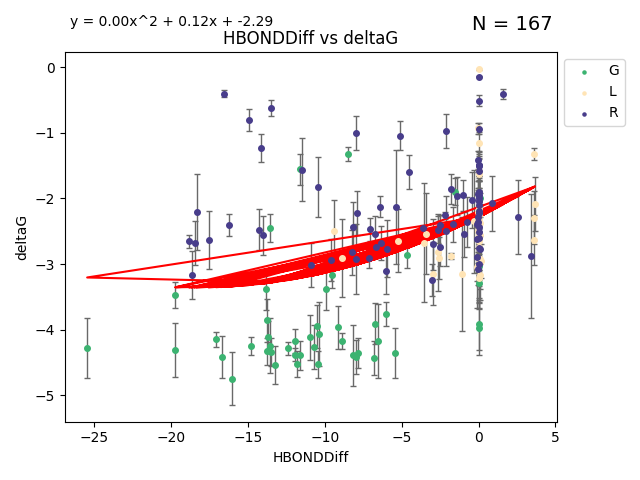 y = 0.00x^2 + 0.12x + -2.29
N = 167
HBONDDiff vs deltaG
G
L
R
deltaG
0
−1
−2
−3
−4
−5
−25
−20
−15
−10
−5
0
5
HBONDDiff